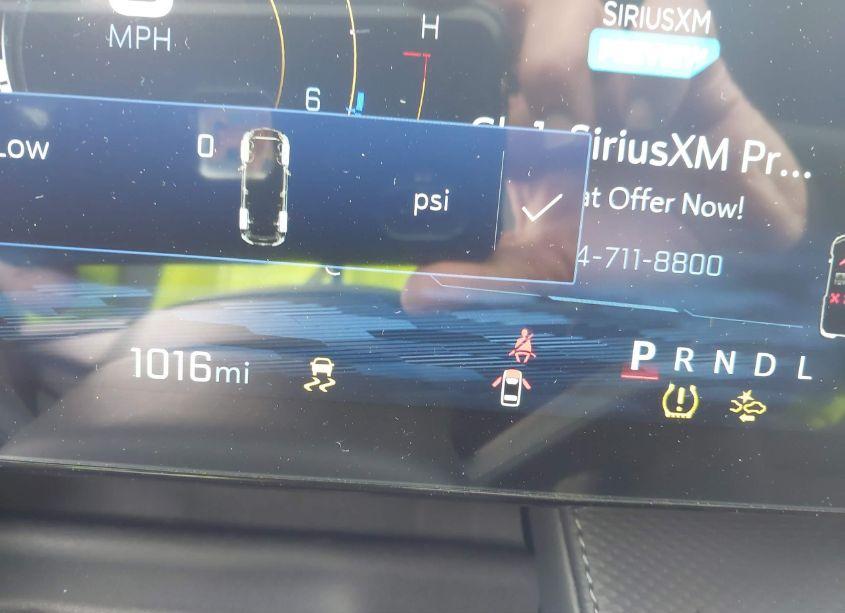 SIRIUSXM
MPH
H
6
Low
0
SiriusXM Pr...
psi
at Offer Now!
4-711-8800
1016mi
P R N D L